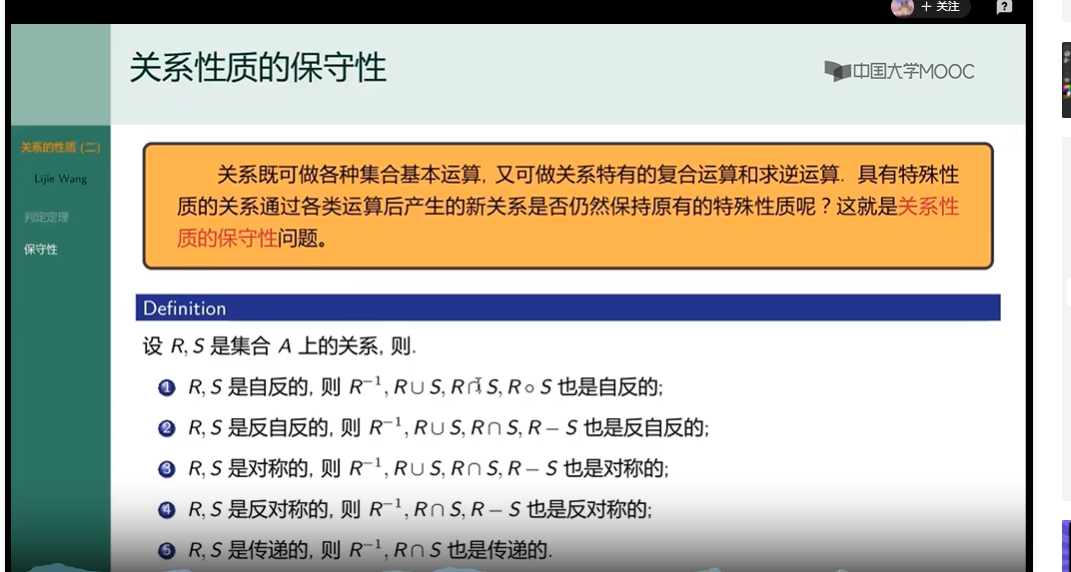 + 关注
关系性质的保守性
中国大学MOOC
关系的性质 (二)
Lijie Wang
判定定理
保守性
关系既可做各种集合基本运算, 又可做关系特有的复合运算和求逆运算. 具有特殊性
质的关系通过各类运算后产生的新关系是否仍然保持原有的特殊性质呢？这就是关系性
质的保守性问题。
Definition
设 R, S 是集合 A 上的关系, 则.
1 R, S 是自反的, 则 R⁻¹, R ∪ S, R ∩ S, R ∘ S 也是自反的;
2 R, S 是反自反的, 则 R⁻¹, R ∪ S, R ∩ S, R − S 也是反自反的;
3 R, S 是对称的, 则 R⁻¹, R ∪ S, R ∩ S, R − S 也是对称的;
4 R, S 是反对称的, 则 R⁻¹, R ∩ S, R − S 也是反对称的;
5 R, S 是传递的, 则 R⁻¹, R ∩ S 也是传递的.